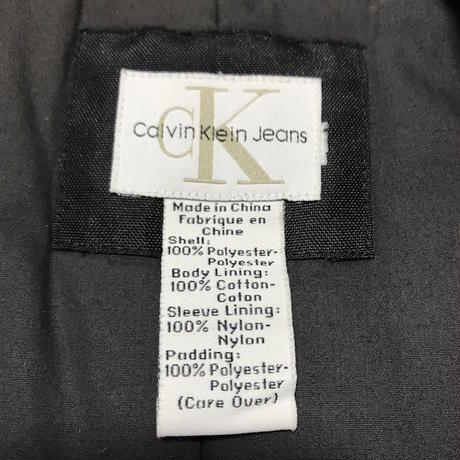 CK
Calvin Klein Jeans
Made in China
Fabrique en
Chine
Shell:
100% Polyester-
Polyester
Body Lining:
100% Cotton-
Coton
Sleeve Lining:
100% Nylon-
Nylon
Padding:
100% Polyester-
Polyester
(Care Over)